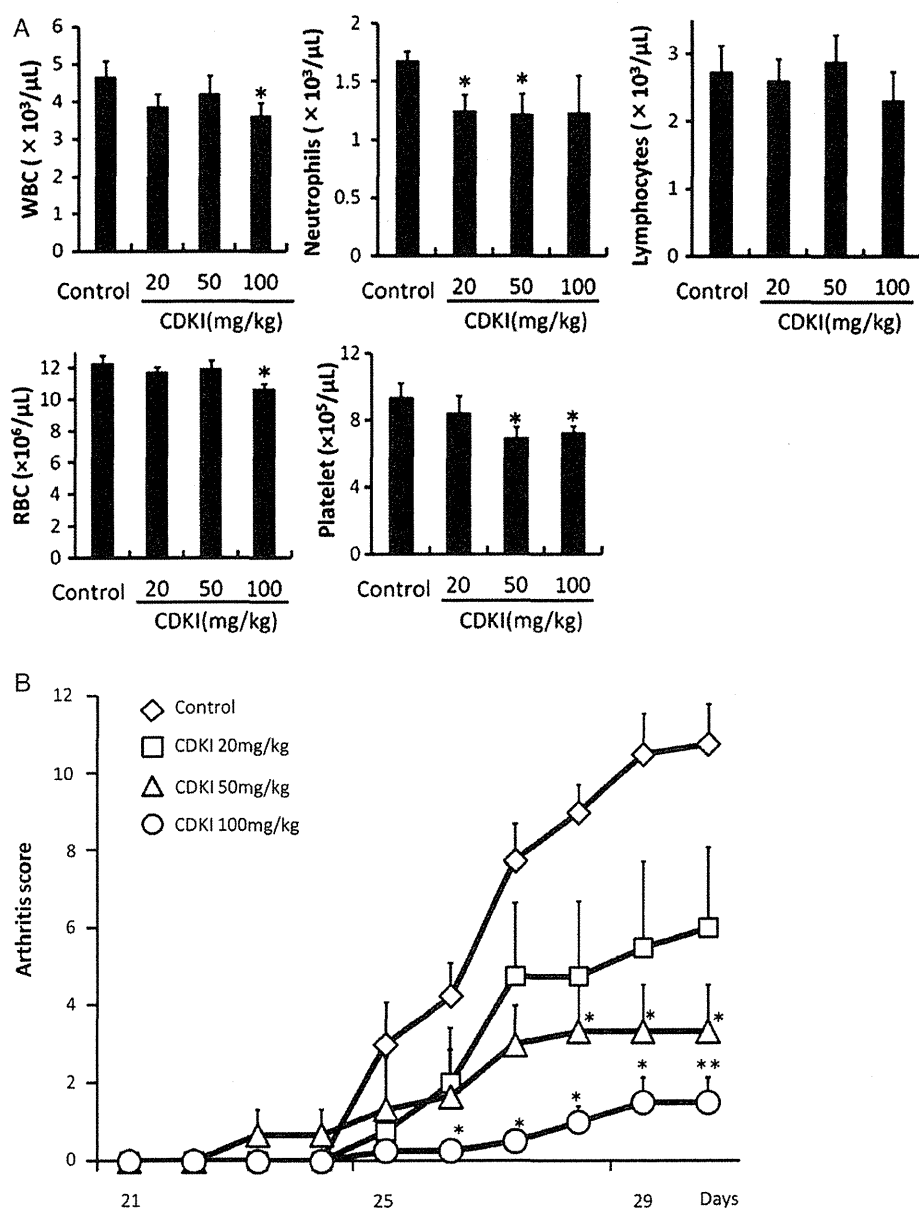 A
WBC ( × 10³/μL)
6
5
4
3
2
1
0
Control
20
50
100
CDKI(mg/kg)
*
Neutrophils ( × 10³/μL)
2
1.5
1
0.5
0
Control
20
50
100
CDKI(mg/kg)
*
*
Lymphocytes ( × 10³/μL)
3
2
1
0
Control
20
50
100
CDKI(mg/kg)
RBC (×10⁶/μL)
12
10
0
Control
20
50
100
CDKI(mg/kg)
*
Platelet (×10⁵/μL)
12
8
4
0
Control
20
50
100
CDKI(mg/kg)
*
*
B
Arthritis score
12
10
8
6
4
2
0
Control
CDKI 20mg/kg
CDKI 50mg/kg
CDKI 100mg/kg
* * *
* * * * **
21 25 29 Days